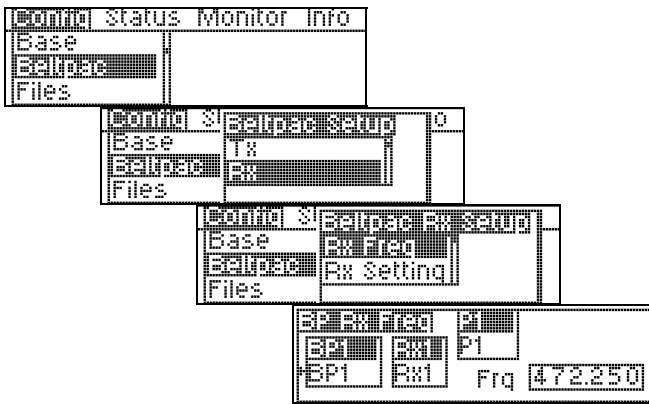 Config Status Monitor Info
Base
Beltpac
Files
Config St Beltpac Setup o
Base Tx
Beltpac Rx
Files
Config St Beltpac Rx Setup
Base Rx Freq
Beltpac Rx Setting
Files
BP Rx Freq P1
BP1 Rx1 P1
BP1 Rx1 Frq 472.250